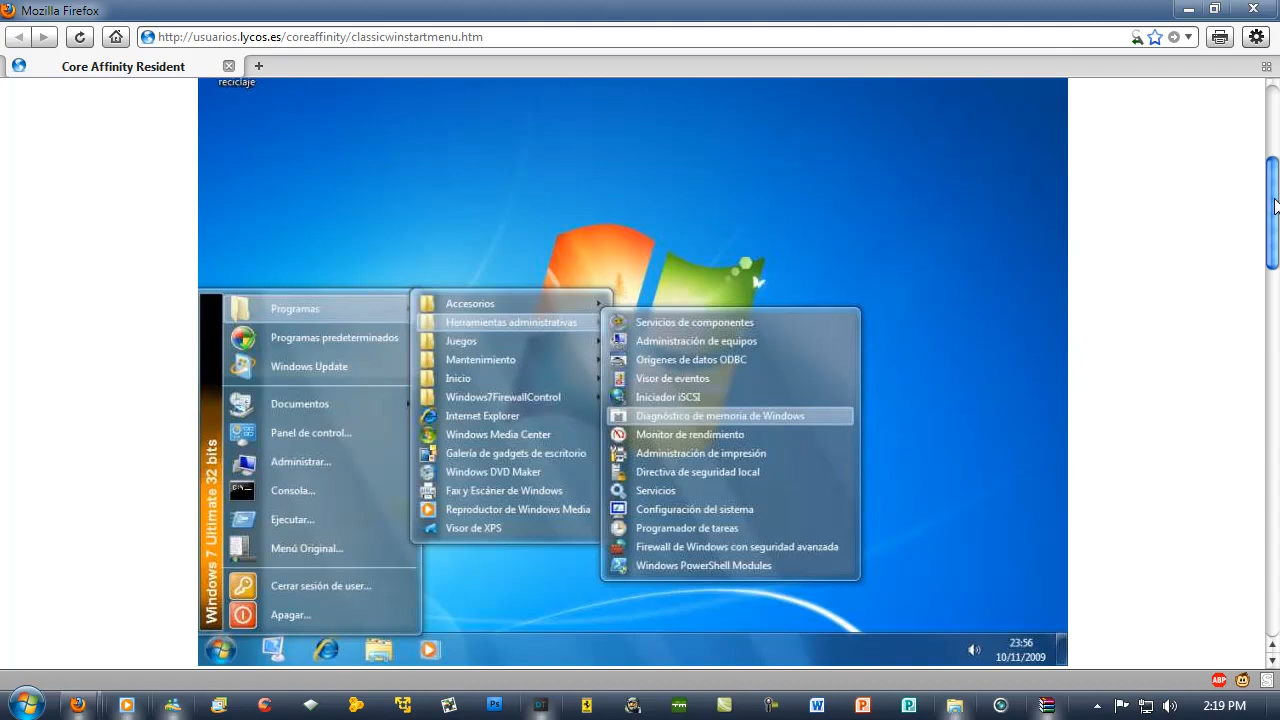 Mozilla Firefox
http://usuarios.lycos.es/coreaffinity/classicwinstartmenu.htm
Core Affinity Resident
reciclaje
Windows 7 Ultimate 32 bits
Programas
Programas predeterminados
Windows Update
Documentos
Panel de control...
Administrar...
Consola...
Ejecutar...
Menú Original...
Cerrar sesión de user...
Apagar...
Accesorios
Herramientas administrativas
Juegos
Mantenimiento
Inicio
Windows7FirewallControl
Internet Explorer
Windows Media Center
Galería de gadgets de escritorio
Windows DVD Maker
Fax y Escáner de Windows
Reproductor de Windows Media
Visor de XPS
Servicios de componentes
Administración de equipos
Orígenes de datos ODBC
Visor de eventos
Iniciador iSCSI
Diagnóstico de memoria de Windows
Monitor de rendimiento
Administración de impresión
Directiva de seguridad local
Servicios
Configuración del sistema
Programador de tareas
Firewall de Windows con seguridad avanzada
Windows PowerShell Modules
23:56
10/11/2009
ABP
Ps
DT
TM
W
P
P
2:19 PM